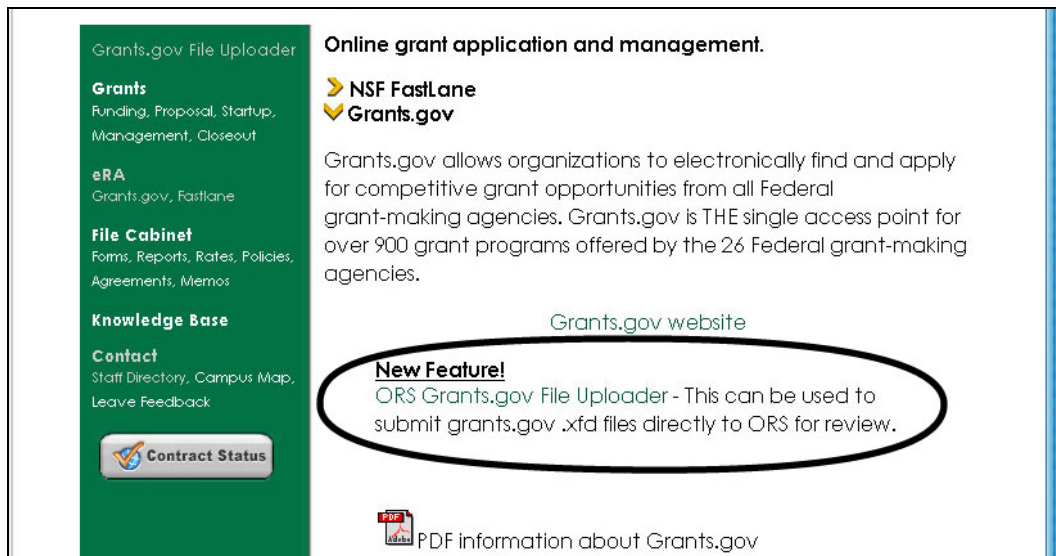 Grants.gov File Uploader
Grants
Funding, Proposal, Startup,
Management, Closeout
eRA
Grants.gov, Fastlane
File Cabinet
Forms, Reports, Rates, Policies,
Agreements, Memos
Knowledge Base
Contact
Staff Directory, Campus Map,
Leave Feedback
Contract Status
Online grant application and management.
NSF FastLane
Grants.gov
Grants.gov allows organizations to electronically find and apply
for competitive grant opportunities from all Federal
grant-making agencies. Grants.gov is THE single access point for
over 900 grant programs offered by the 26 Federal grant-making
agencies.
Grants.gov website
New Feature!
ORS Grants.gov File Uploader - This can be used to
submit grants.gov .xfd files directly to ORS for review.
PDF
Adobe
PDF information about Grants.gov